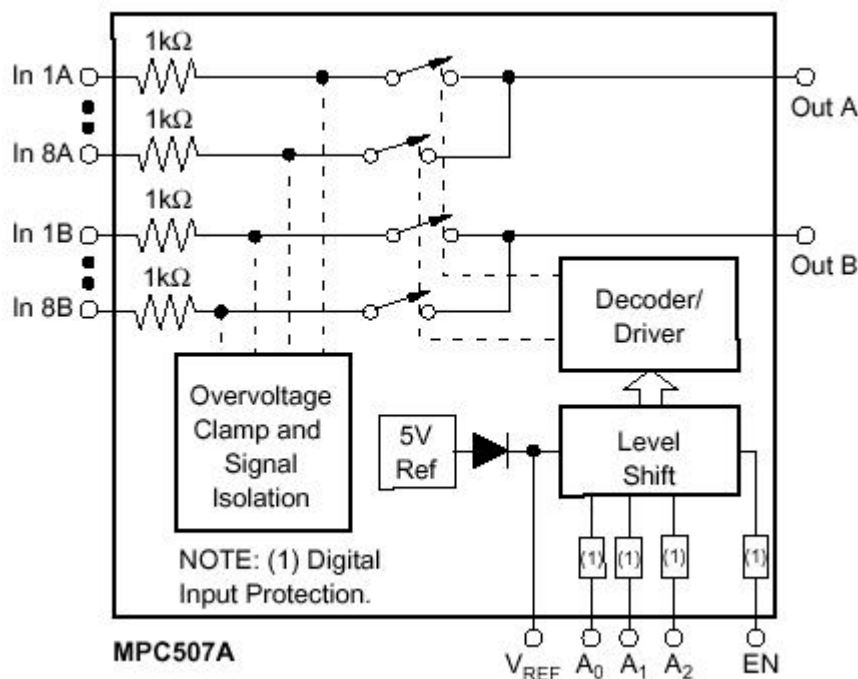 1kΩ
In 1A
Out A
1kΩ
In 8A
1kΩ
In 1B
Out B
1kΩ
In 8B
Decoder/
Driver
Overvoltage
Clamp and
Signal
Isolation
5V
Ref
Level
Shift
(1) (1) (1) (1)
NOTE: (1) Digital
Input Protection.
MPC507A
VREF A0 A1 A2 EN